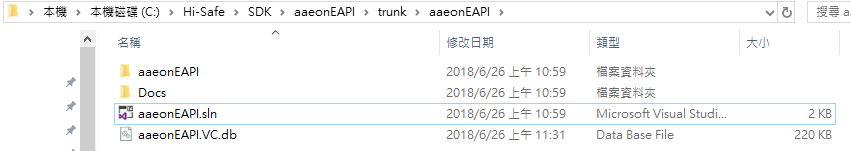 本機 > 本機磁碟 (C:) > Hi-Safe > SDK > aaeonEAPI > trunk > aaeonEAPI > 搜尋 a
名稱 修改日期 類型 大小
aaeonEAPI 2018/6/26 上午 10:59 檔案資料夾
Docs 2018/6/26 上午 10:59 檔案資料夾
aaeonEAPI.sln 2018/6/26 上午 10:59 Microsoft Visual Studi... 2 KB
aaeonEAPI.VC.db 2018/6/26 上午 11:31 Data Base File 220 KB